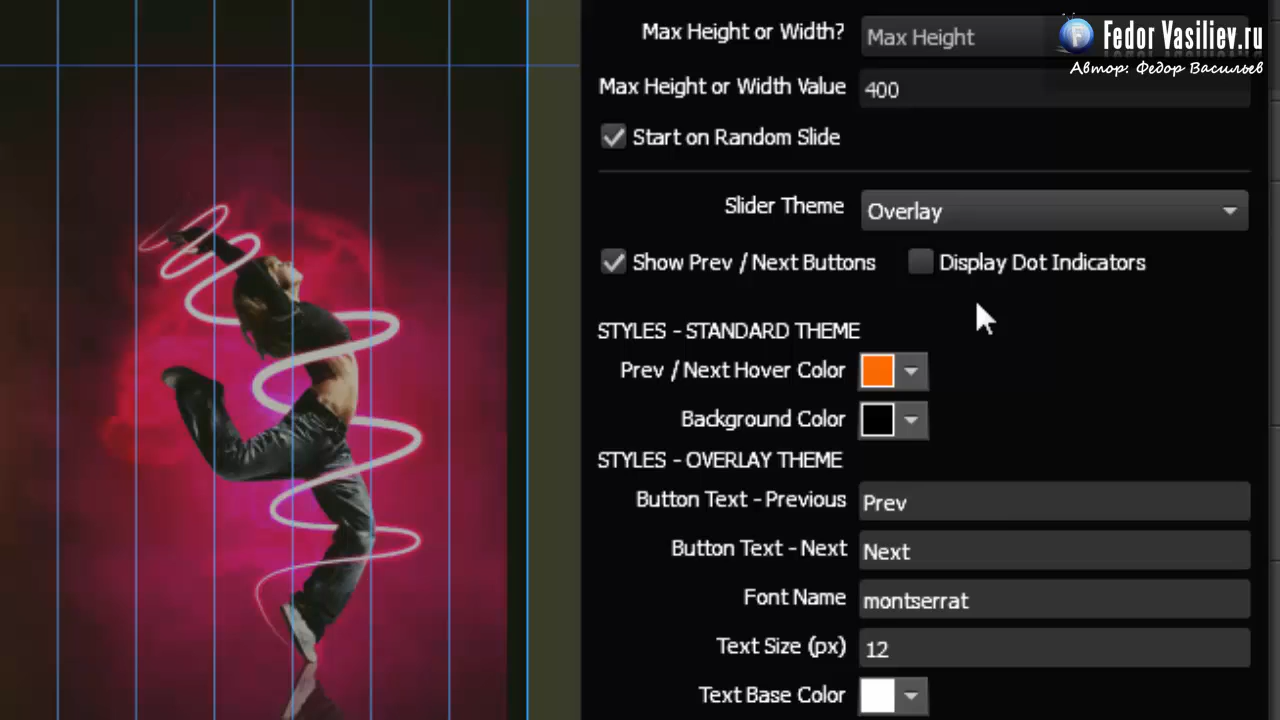 Max Height or Width? Max Height
Fedor Vasiliev.ru
Автор: Федор Васильев
Max Height or Width Value 400
Start on Random Slide
Slider Theme Overlay
Show Prev / Next Buttons Display Dot Indicators
STYLES - STANDARD THEME
Prev / Next Hover Color
Background Color
STYLES - OVERLAY THEME
Button Text - Previous Prev
Button Text - Next Next
Font Name montserrat
Text Size (px) 12
Text Base Color